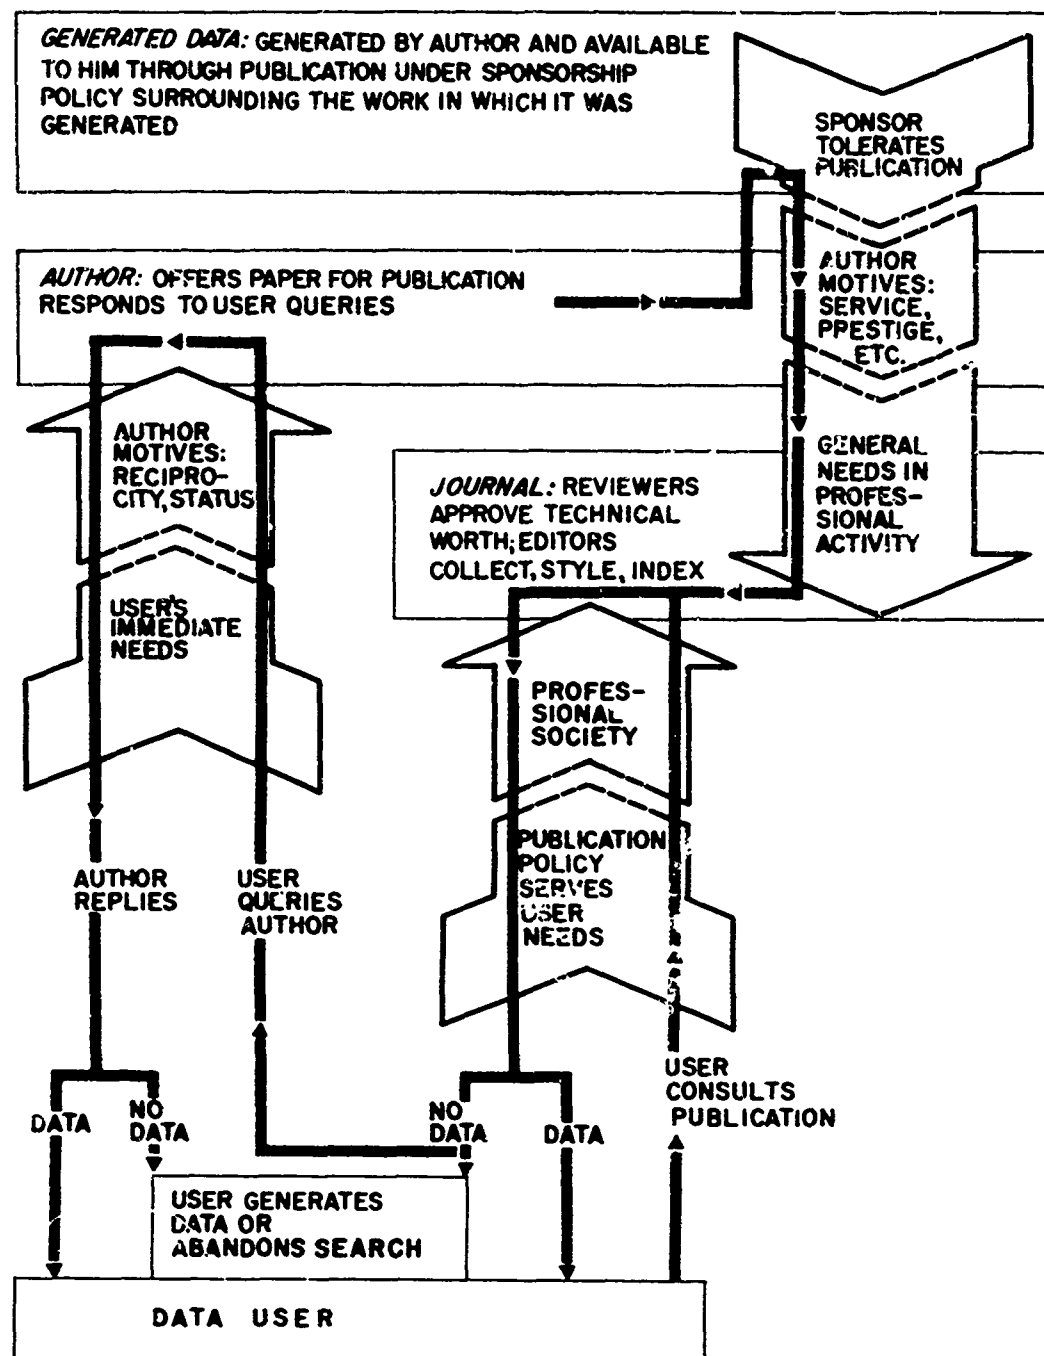 GENERATED DATA: GENERATED BY AUTHOR AND AVAILABLE
TO HIM THROUGH PUBLICATION UNDER SPONSORSHIP
POLICY SURROUNDING THE WORK IN WHICH IT WAS
GENERATED
SPONSOR
TOLERATES
PUBLICATION
AUTHOR: OFFERS PAPER FOR PUBLICATION
RESPONDS TO USER QUERIES
AUTHOR
MOTIVES:
SERVICE,
PRESTIGE,
ETC.
AUTHOR
MOTIVES:
RECIPRO-
CITY, STATUS
GENERAL
NEEDS IN
PROFES-
SIONAL
ACTIVITY
JOURNAL: REVIEWERS
APPROVE TECHNICAL
WORTH; EDITORS
COLLECT, STYLE, INDEX
USER'S
IMMEDIATE
NEEDS
PROFES-
SIONAL
SOCIETY
PUBLICATION
POLICY
SERVES
USER
NEEDS
AUTHOR
REPLIES
USER
QUERIES
AUTHOR
USER
CONSULTS
PUBLICATION
DATA
NO
DATA
NO
DATA
DATA
USER GENERATES
DATA OR
ABANDONS SEARCH
DATA USER